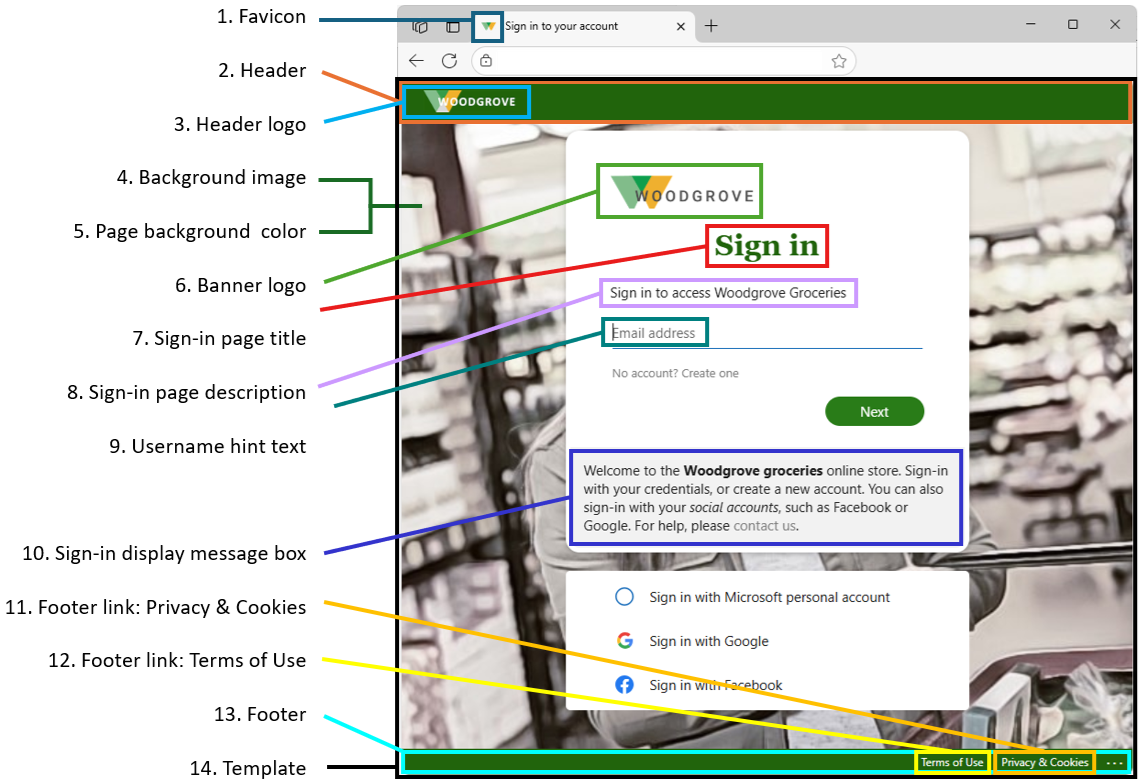 1. Favicon
2. Header
3. Header logo
4. Background image
5. Page background color
6. Banner logo
7. Sign-in page title
8. Sign-in page description
9. Username hint text
10. Sign-in display message box
11. Footer link: Privacy & Cookies
12. Footer link: Terms of Use
13. Footer
14. Template
Sign in to your account
WOODGROVE
WOODGROVE
Sign in
Sign in to access Woodgrove Groceries
Email address
No account? Create one
Next
Welcome to the Woodgrove groceries online store. Sign-in
with your credentials, or create a new account. You can also
sign-in with your social accounts, such as Facebook or
Google. For help, please contact us.
Sign in with Microsoft personal account
Sign in with Google
Sign in with Facebook
Terms of Use Privacy & Cookies ...